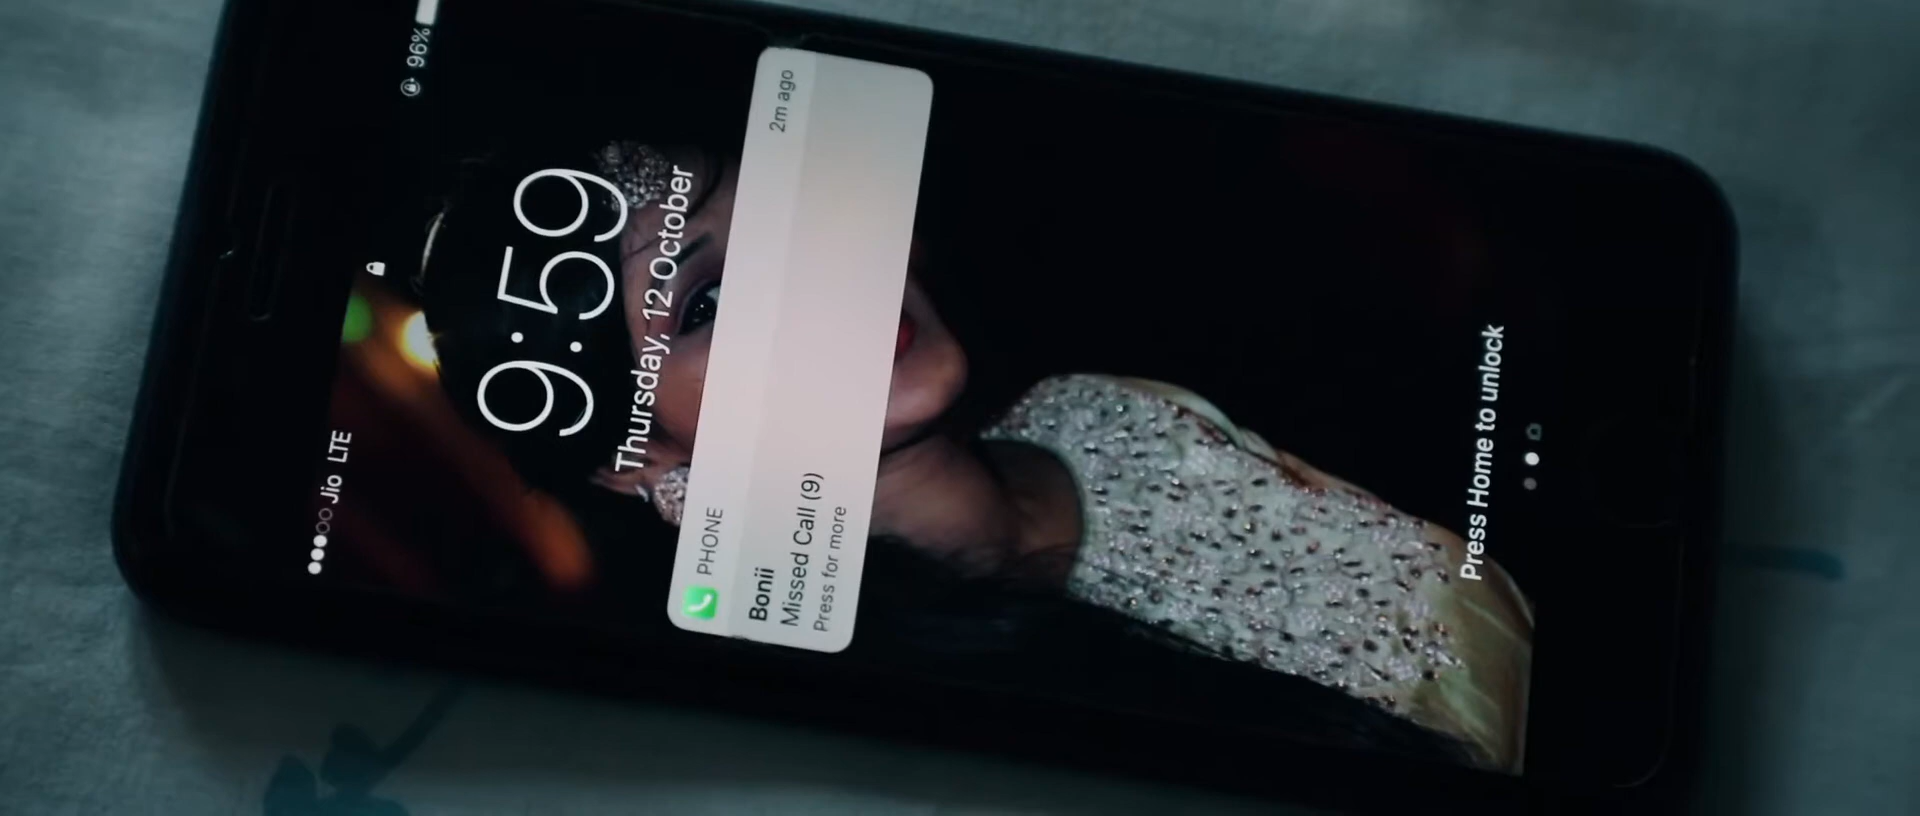 Jio LTE
96%
9:59
Thursday, 12 October
PHONE
2m ago
Bonii
Missed Call (9)
Press for more
Press Home to unlock